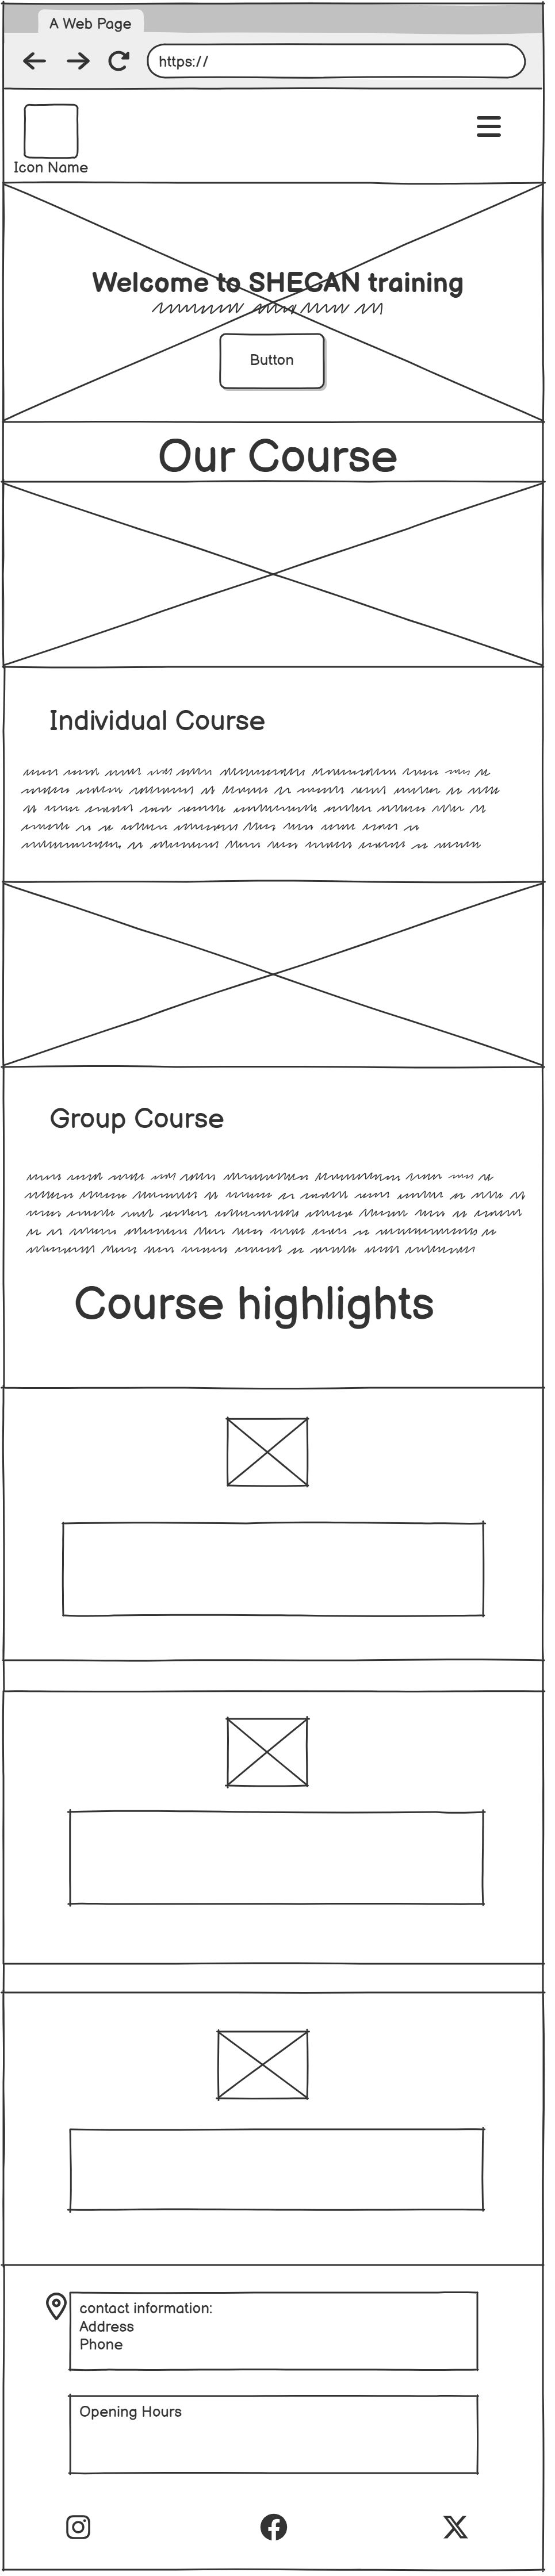 A Web Page
https://
Icon Name
Welcome to SHECAN training
Button
Our Course
Individual Course
Group Course
Course highlights
contact information:
Address
Phone
Opening Hours